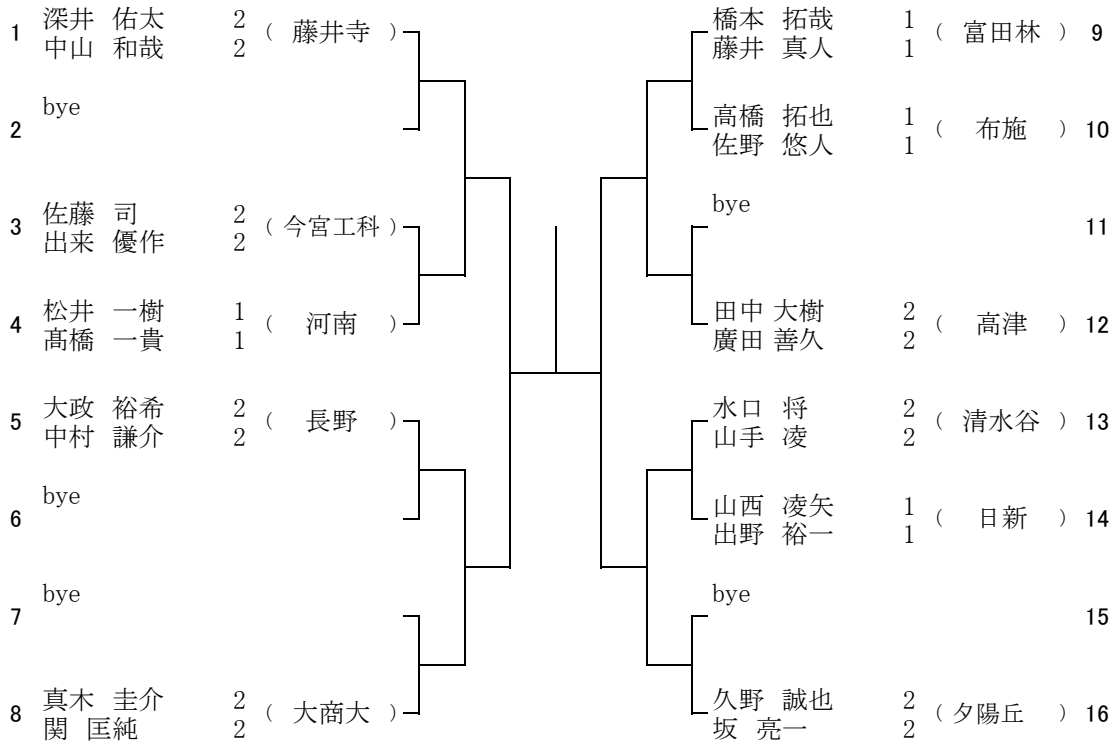 1 深井 佑太 2 ( 藤井寺 )
中山 和哉 2
2 bye
3 佐藤 司 2 ( 今宮工科 )
出来 優作 2
4 松井 一樹 1 ( 河南 )
髙橋 一貴 1
5 大政 裕希 2 ( 長野 )
中村 謙介 2
6 bye
7 bye
8 真木 圭介 2 ( 大商大 )
関 匡純 2
橋本 拓哉 1 ( 富田林 ) 9
藤井 真人 1
高橋 拓也 1 ( 布施 ) 10
佐野 悠人 1
bye 11
田中 大樹 2 ( 高津 ) 12
廣田 善久 2
水口 将 2 ( 清水谷 ) 13
山手 凌 2
山西 凌矢 1 ( 日新 ) 14
出野 裕一 1
bye 15
久野 誠也 2 ( 夕陽丘 ) 16
坂 亮一 2